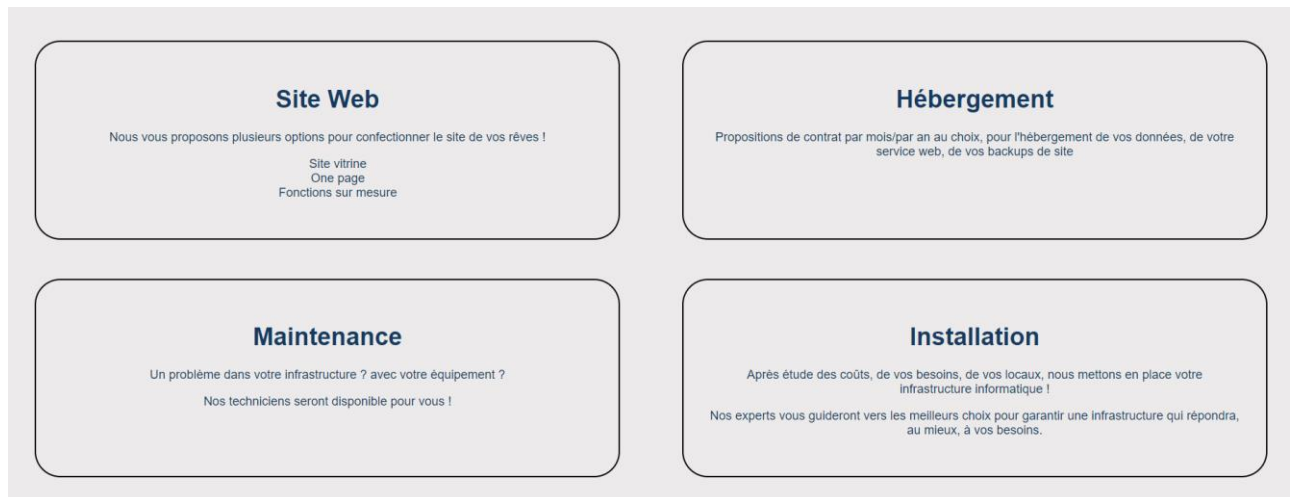 Site Web
Nous vous proposons plusieurs options pour confectionner le site de vos rêves !
Site vitrine
One page
Fonctions sur mesure
Hébergement
Propositions de contrat par mois/par an au choix, pour l'hébergement de vos données, de votre
service web, de vos backups de site
Maintenance
Un problème dans votre infrastructure ? avec votre équipement ?
Nos techniciens seront disponible pour vous !
Installation
Après étude des coûts, de vos besoins, de vos locaux, nous mettons en place votre
infrastructure informatique !
Nos experts vous guideront vers les meilleurs choix pour garantir une infrastructure qui répondra,
au mieux, à vos besoins.